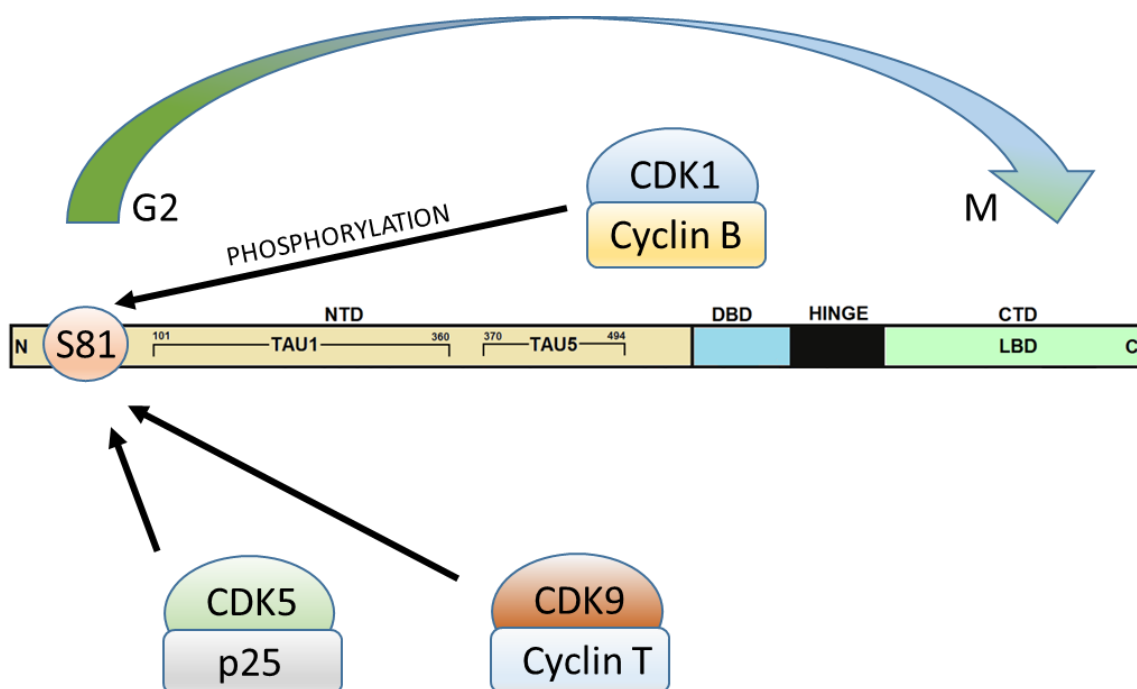 CDK1
G2
M
PHOSPHORYLATION
Cyclin B
NTD
DBD
HINGE
CTD
N
S81
101
TAU1
360
370
TAU5
494
LBD
C
CDK5
CDK9
p25
Cyclin T